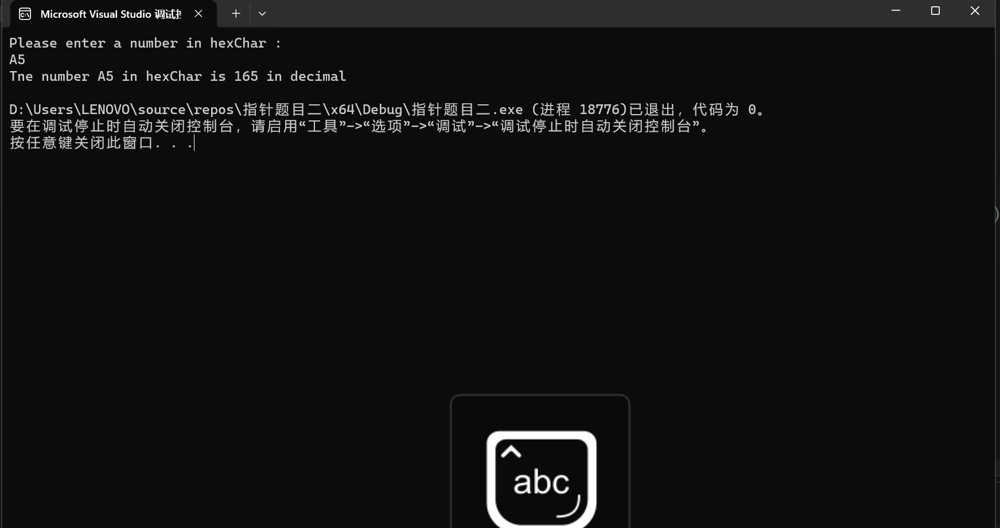 Microsoft Visual Studio 调试
Please enter a number in hexChar :
A5
Tne number A5 in hexChar is 165 in decimal
D:\Users\LENOVO\source\repos\指针题目二\x64\Debug\指针题目二.exe (进程 18776)已退出，代码为 0。
要在调试停止时自动关闭控制台，请启用“工具”->“选项”->“调试”->“调试停止时自动关闭控制台”。
按任意键关闭此窗口. . .
abc